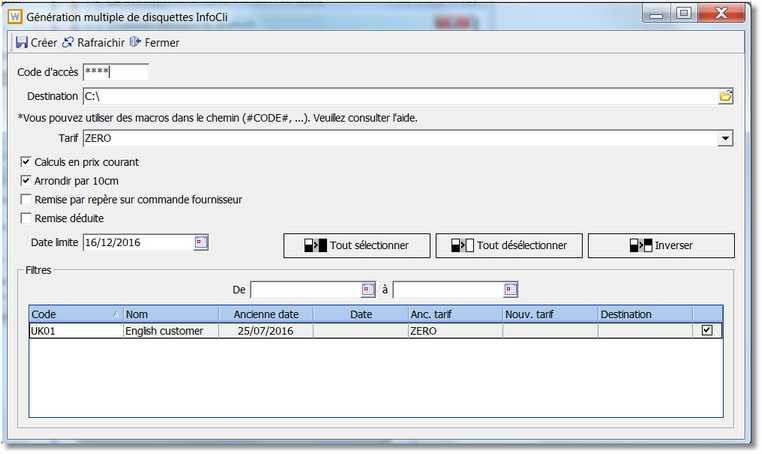 Génération multiple de disquettes InfoCli
Créer Rafraichir Fermer
Code d'accès ****
Destination C:\
*Vous pouvez utiliser des macros dans le chemin (#CODE#, ...). Veuillez consulter l'aide.
Tarif ZERO
Calculs en prix courant
Arrondir par 10cm
Remise par repère sur commande fournisseur
Remise déduite
Date limite 16/12/2016 Tout sélectionner Tout désélectionner Inverser
Filtres
De à
Code Nom Ancienne date Date Anc. tarif Nouv. tarif Destination
UK01 English customer 25/07/2016 ZERO